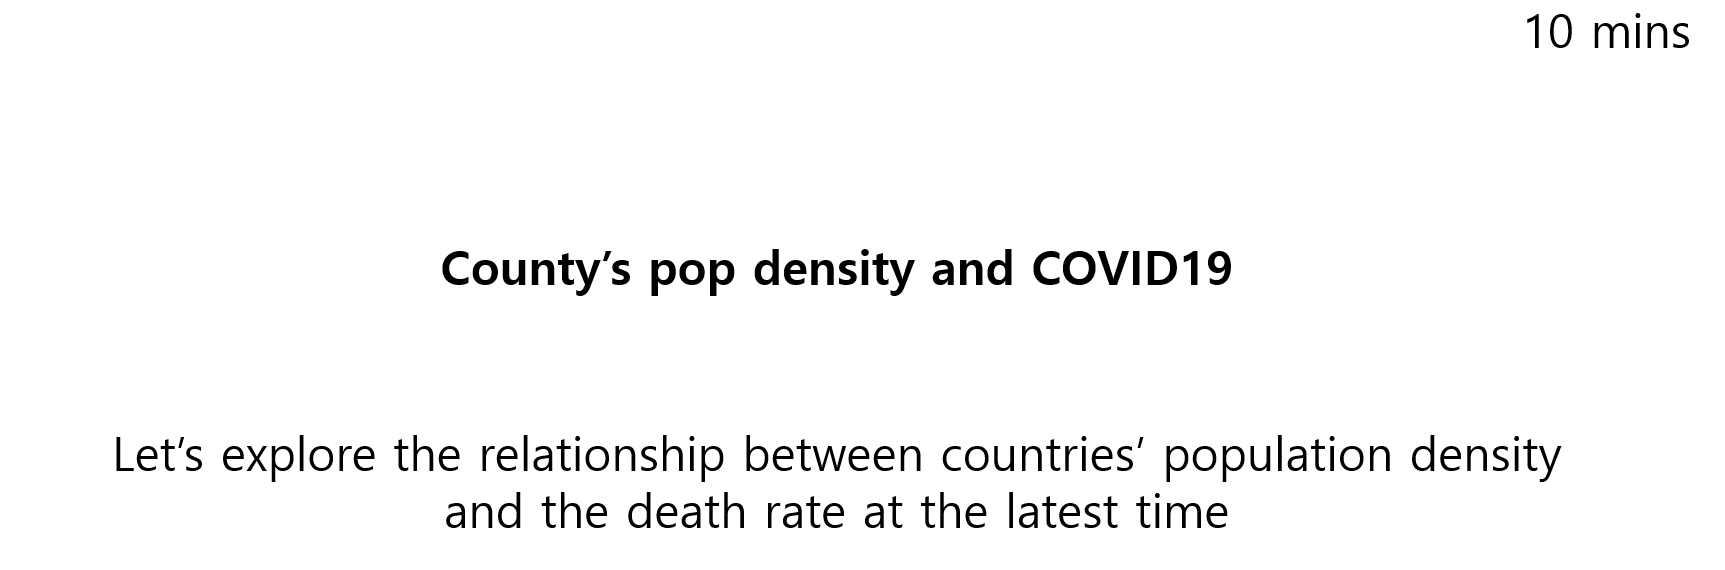 10 mins
County’s pop density and COVID19
Let’s explore the relationship between countries’ population density
and the death rate at the latest time